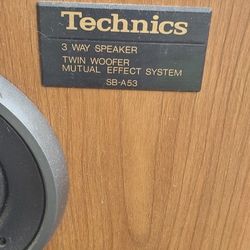 Technics
3 WAY SPEAKER
TWIN WOOFER
MUTUAL EFFECT SYSTEM
SB-A53